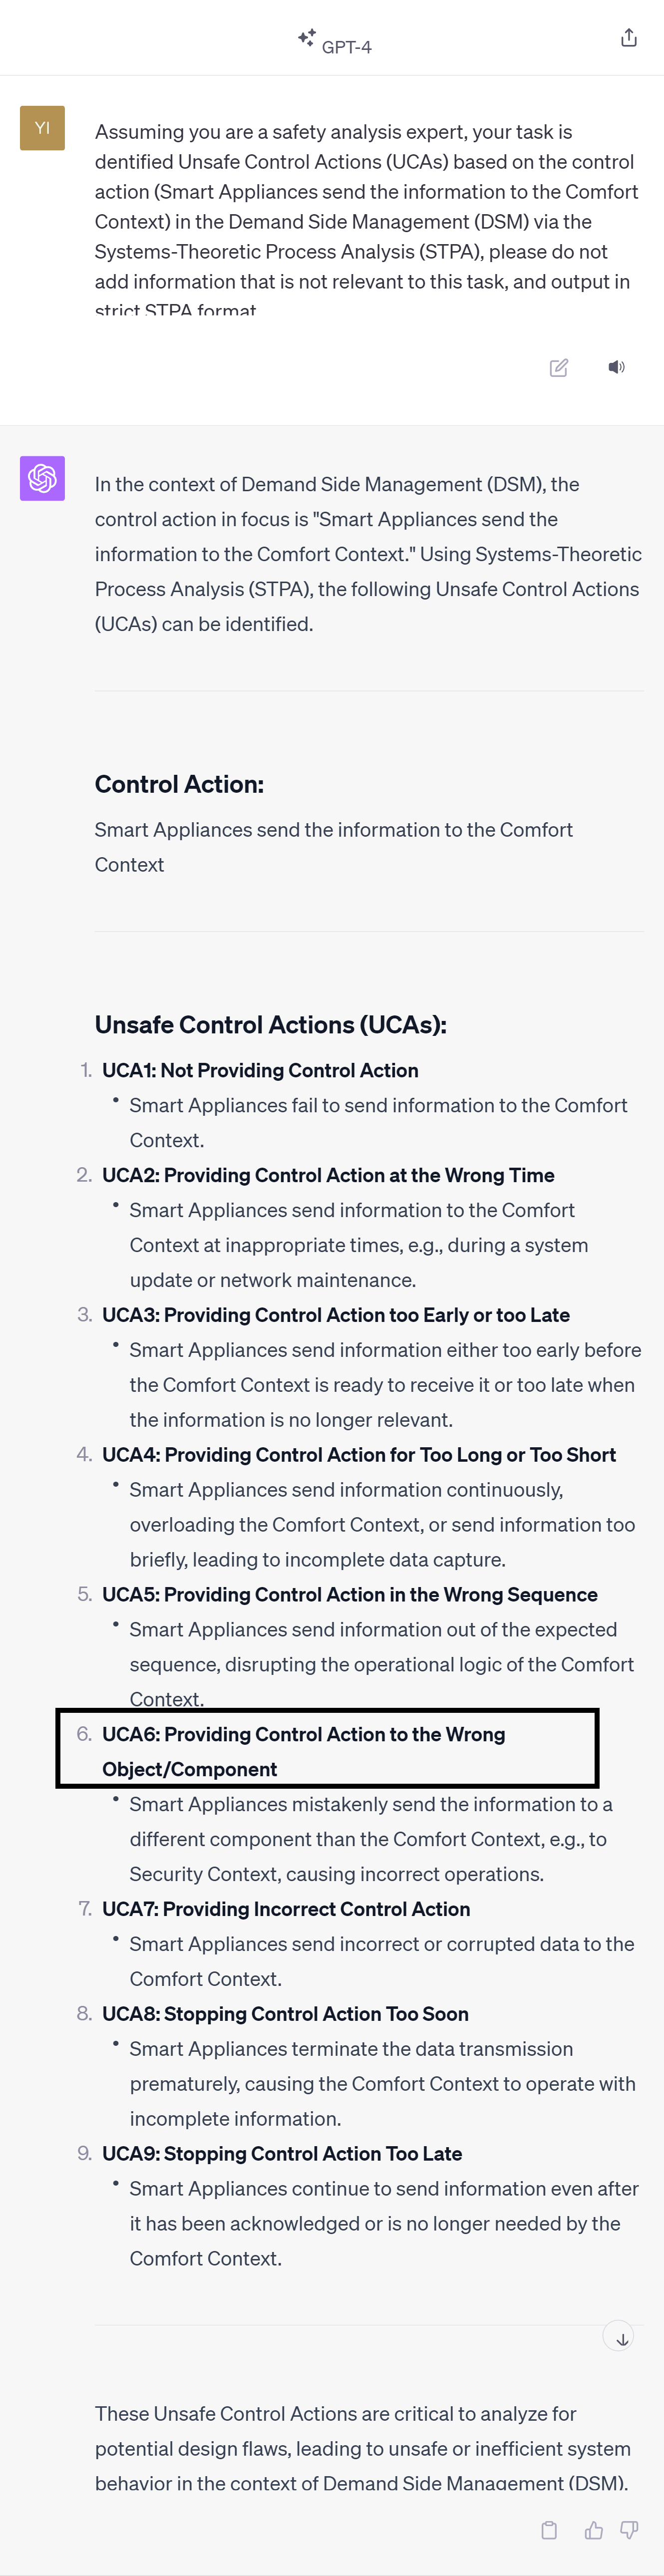 GPT-4
YI
Assuming you are a safety analysis expert, your task is
dentified Unsafe Control Actions (UCAs) based on the control
action (Smart Appliances send the information to the Comfort
Context) in the Demand Side Management (DSM) via the
Systems-Theoretic Process Analysis (STPA), please do not
add information that is not relevant to this task, and output in
strict STPA format
In the context of Demand Side Management (DSM), the
control action in focus is "Smart Appliances send the
information to the Comfort Context." Using Systems-Theoretic
Process Analysis (STPA), the following Unsafe Control Actions
(UCAs) can be identified.
Control Action:
Smart Appliances send the information to the Comfort
Context
Unsafe Control Actions (UCAs):
1. UCA1: Not Providing Control Action
• Smart Appliances fail to send information to the Comfort
Context.
2. UCA2: Providing Control Action at the Wrong Time
• Smart Appliances send information to the Comfort
Context at inappropriate times, e.g., during a system
update or network maintenance.
3. UCA3: Providing Control Action too Early or too Late
• Smart Appliances send information either too early before
the Comfort Context is ready to receive it or too late when
the information is no longer relevant.
4. UCA4: Providing Control Action for Too Long or Too Short
• Smart Appliances send information continuously,
overloading the Comfort Context, or send information too
briefly, leading to incomplete data capture.
5. UCA5: Providing Control Action in the Wrong Sequence
• Smart Appliances send information out of the expected
sequence, disrupting the operational logic of the Comfort
Context.
6. UCA6: Providing Control Action to the Wrong
Object/Component
• Smart Appliances mistakenly send the information to a
different component than the Comfort Context, e.g., to
Security Context, causing incorrect operations.
7. UCA7: Providing Incorrect Control Action
• Smart Appliances send incorrect or corrupted data to the
Comfort Context.
8. UCA8: Stopping Control Action Too Soon
• Smart Appliances terminate the data transmission
prematurely, causing the Comfort Context to operate with
incomplete information.
9. UCA9: Stopping Control Action Too Late
• Smart Appliances continue to send information even after
it has been acknowledged or is no longer needed by the
Comfort Context.
These Unsafe Control Actions are critical to analyze for
potential design flaws, leading to unsafe or inefficient system
behavior in the context of Demand Side Management (DSM).